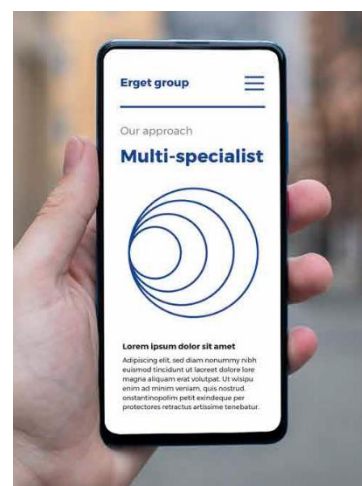 Erget group
Our approach
Multi-specialist
Lorem ipsum dolor sit amet
Adipiscing elit, sed diam nonummy nibh
euismod tincidunt ut laoreet dolore lore
magna aliquam erat volutpat. Ut wisipu
enim ad minim veniam, quis nostrud
onstantinopolim petit exindeque per
protectores retractus artissime tenebatur.